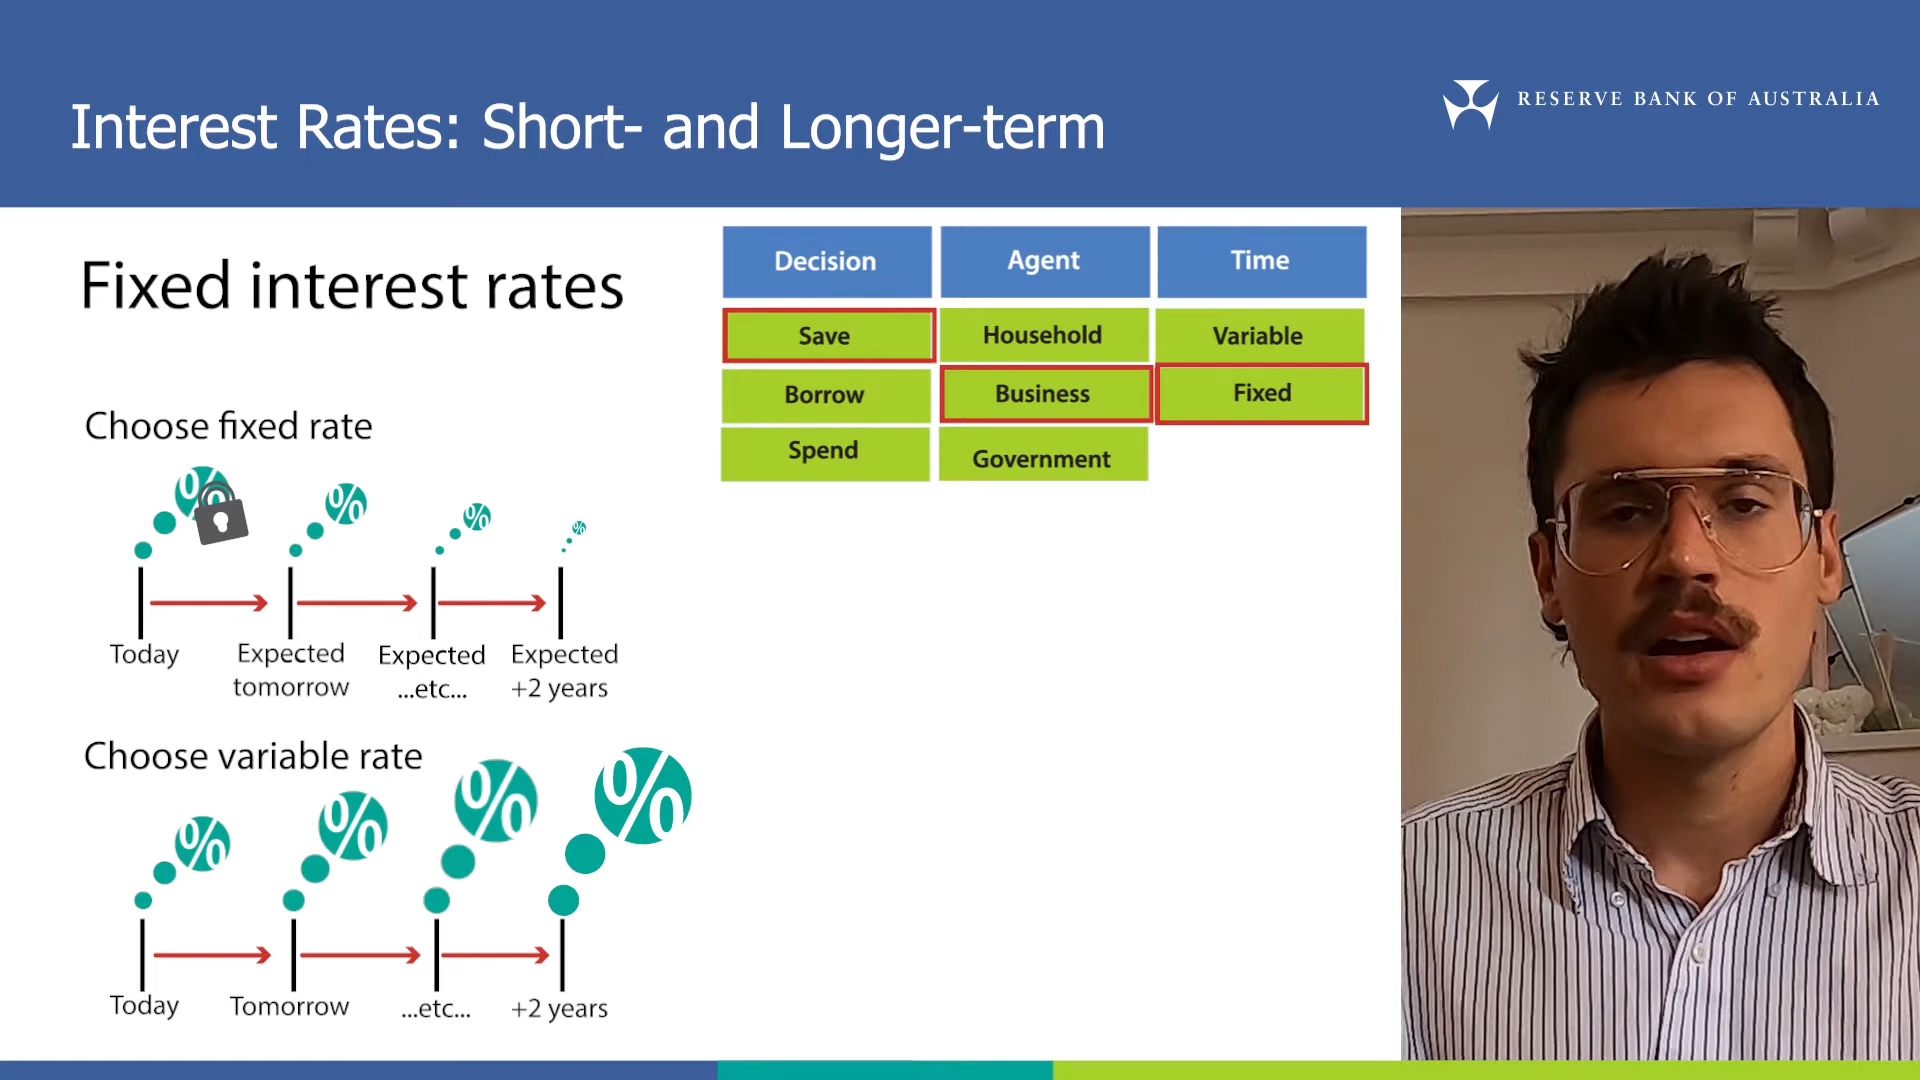 Interest Rates: Short- and Longer-term
RESERVE BANK OF AUSTRALIA
Fixed interest rates
Decision
Agent
Time
Save
Household
Variable
Borrow
Business
Fixed
Spend
Government
Choose fixed rate
%
%
%
%
Today
Expected
tomorrow
Expected
...etc...
Expected
+2 years
Choose variable rate
%
%
%
%
Today
Tomorrow
...etc...
+2 years